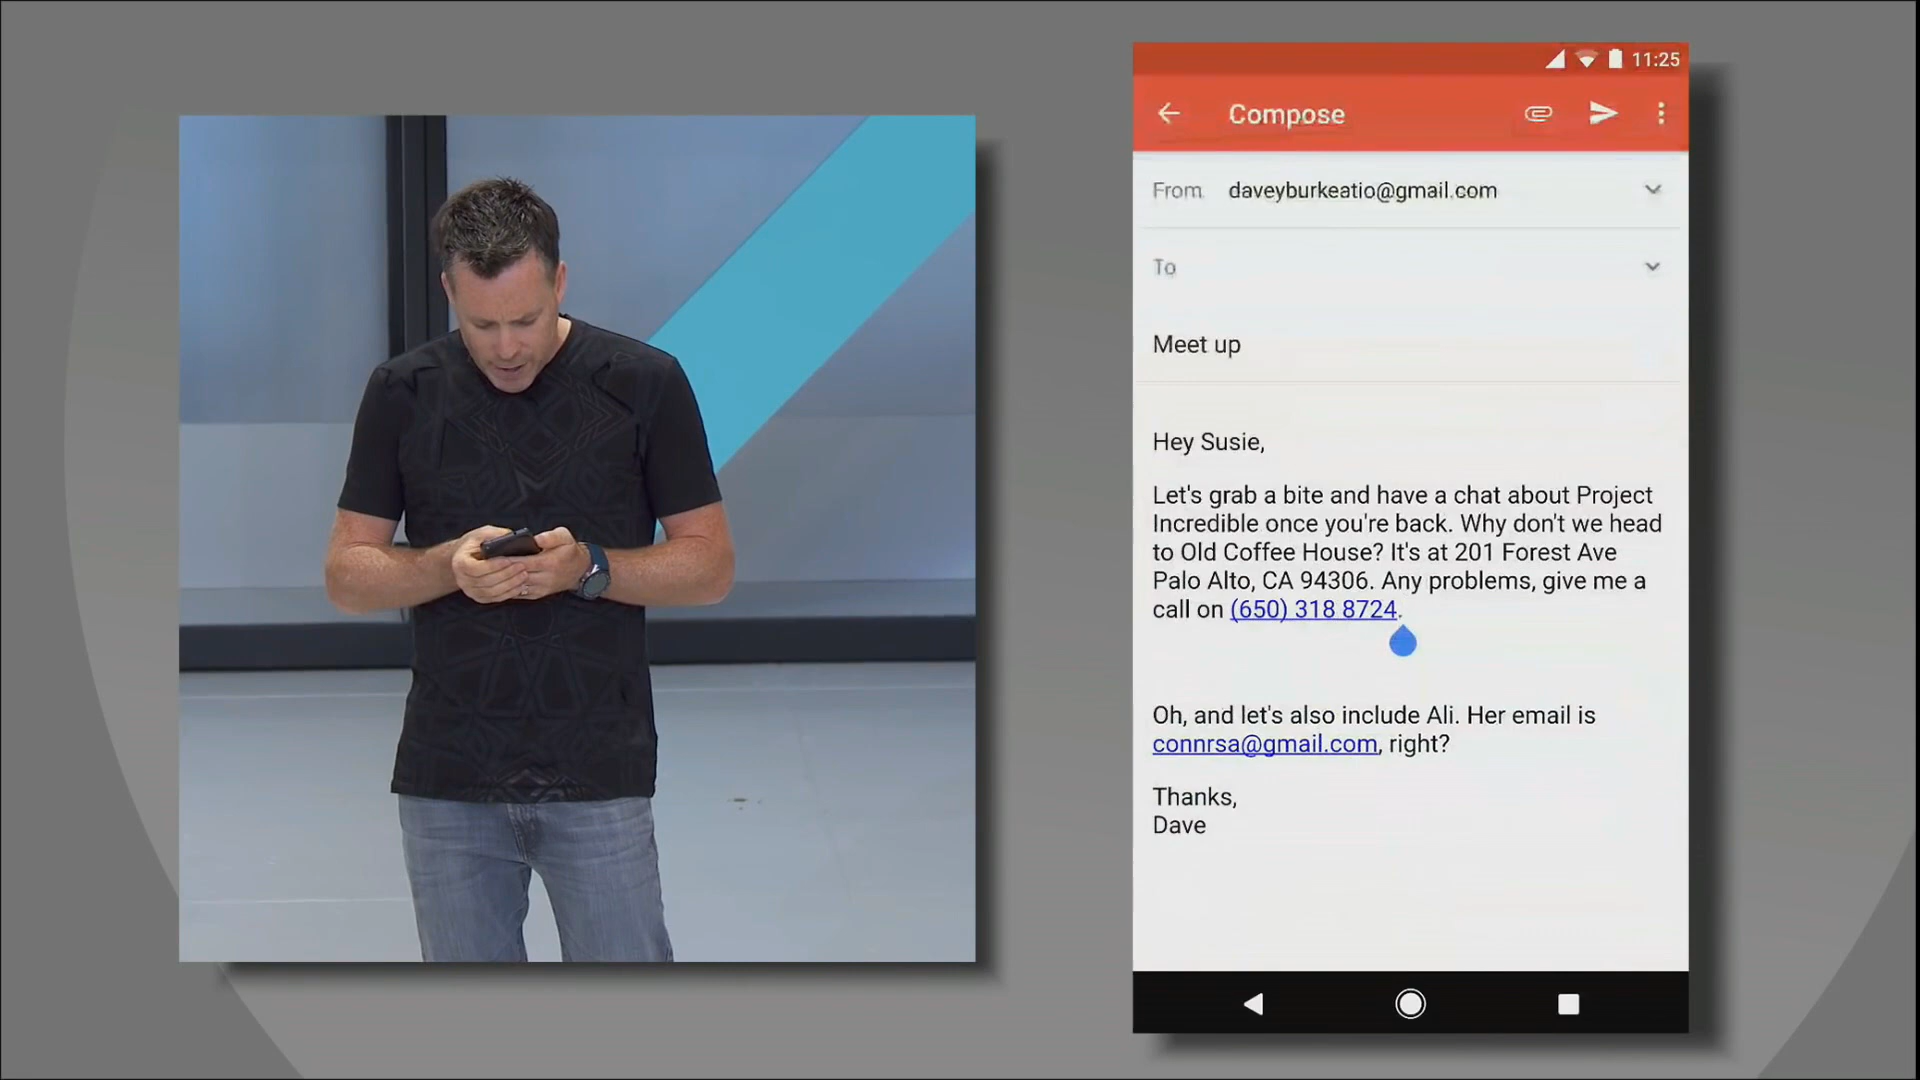 11:25
Compose
From daveyburkeatio@gmail.com
To
Meet up
Hey Susie,
Let's grab a bite and have a chat about Project
Incredible once you're back. Why don't we head
to Old Coffee House? It's at 201 Forest Ave
Palo Alto, CA 94306. Any problems, give me a
call on (650) 318 8724.
Oh, and let's also include Ali. Her email is
connrsa@gmail.com, right?
Thanks,
Dave